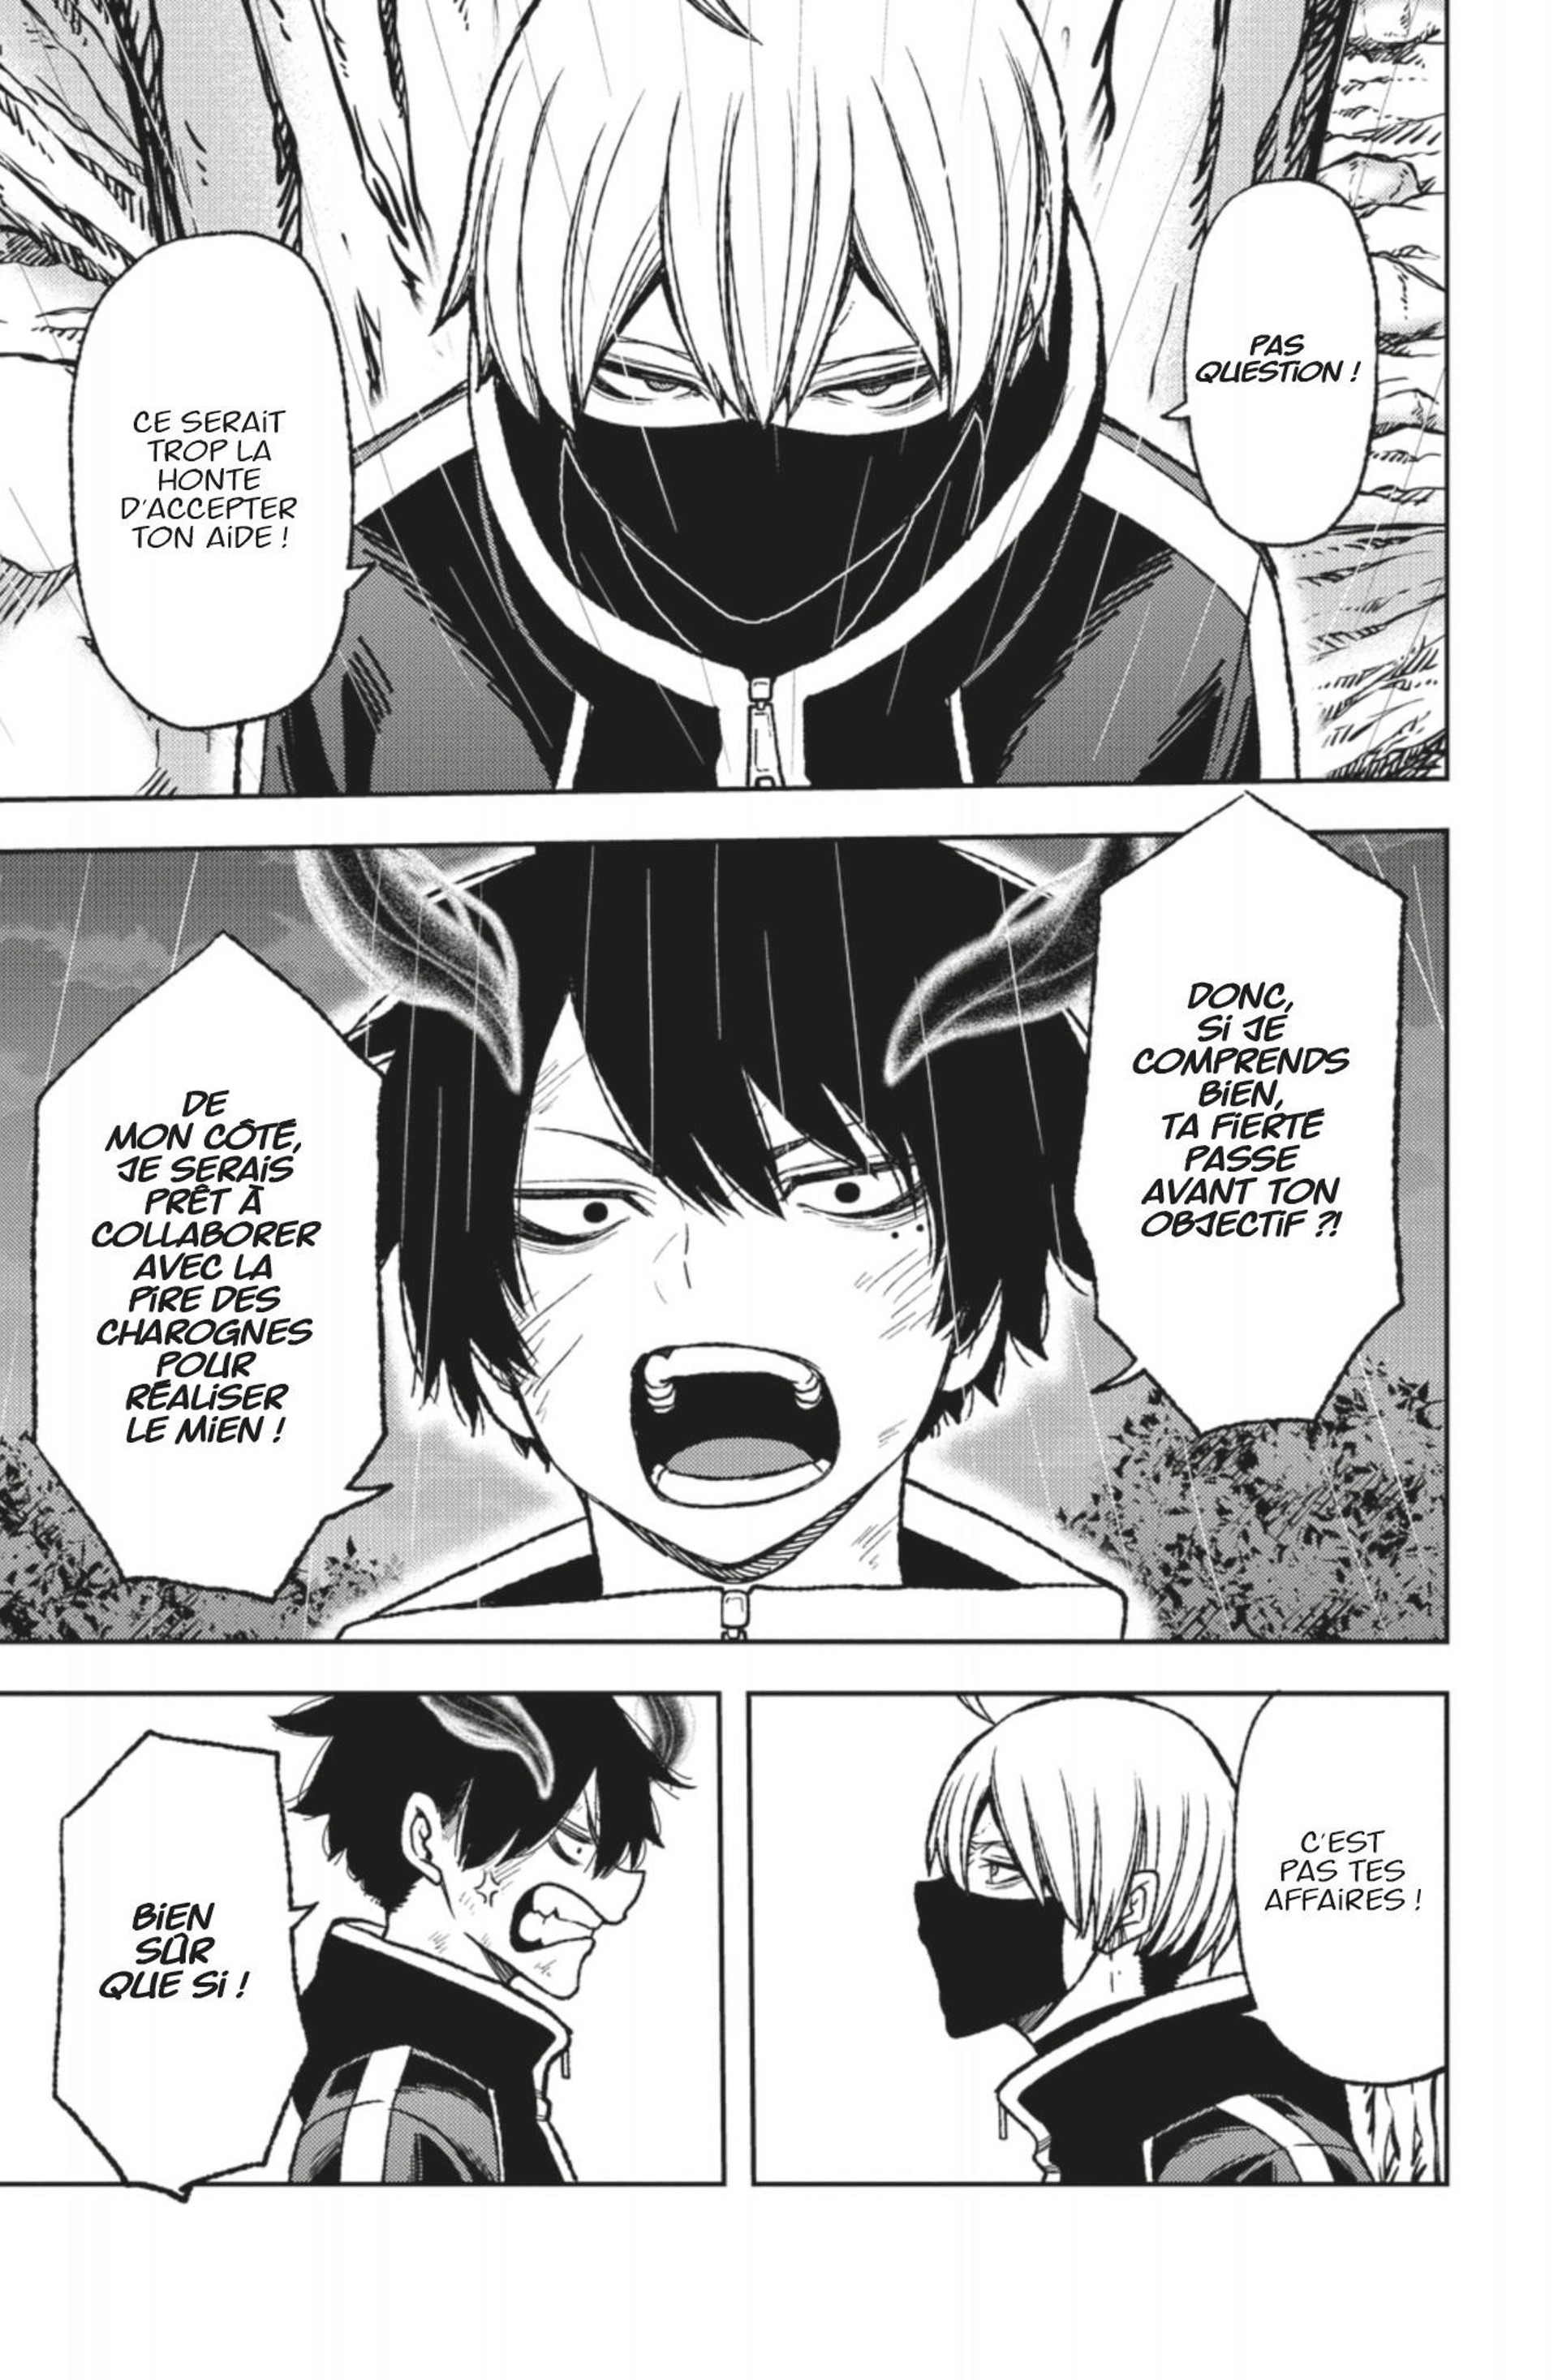 PAS
QUESTION !
CE SERAIT
TROP LA
HONTE
D'ACCEPTER
TON AIDE !
DONC,
SI JE
COMPRENDS
BIEN,
TA FIERTÉ
PASSE
AVANT TON
OBJECTIF ?!
DE
MON CÔTÉ,
JE SERAIS
PRÊT À
COLLABORER
AVEC LA
PIRE DES
CHAROGNES
POUR
RÉALISER
LE MIEN !
C'EST
PAS TES
AFFAIRES !
BIEN
SÛR
QUE SI !